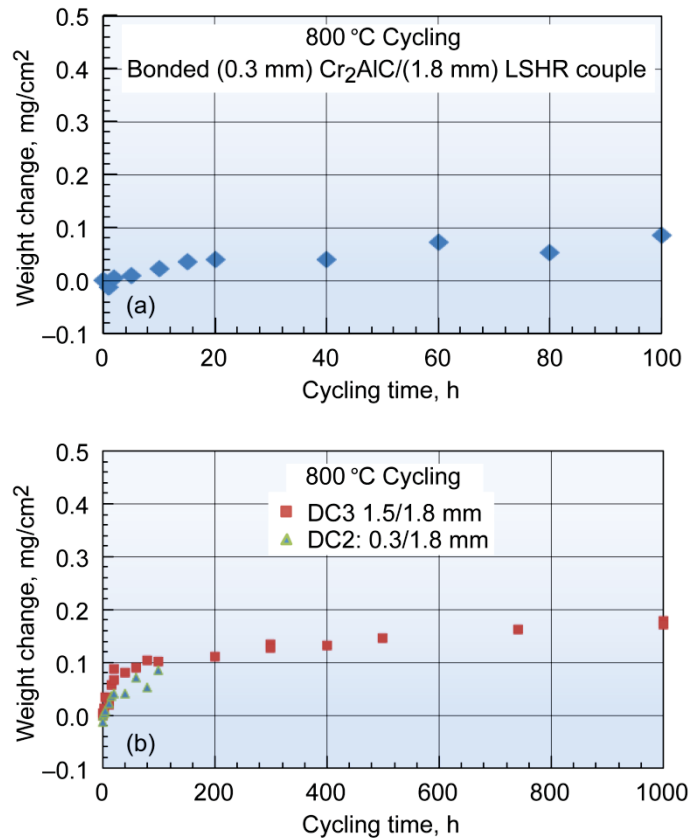 0.5
0.4
0.3
0.2
0.1
0.0
–0.1
Weight change, mg/cm2
800 °C Cycling
Bonded (0.3 mm) Cr₂AlC/(1.8 mm) LSHR couple
(a)
0 20 40 60 80 100
Cycling time, h
0.5
0.4
0.3
0.2
0.1
0.0
–0.1
Weight change, mg/cm2
800 °C Cycling
DC3 1.5/1.8 mm
DC2: 0.3/1.8 mm
(b)
0 200 400 600 800 1000
Cycling time, h